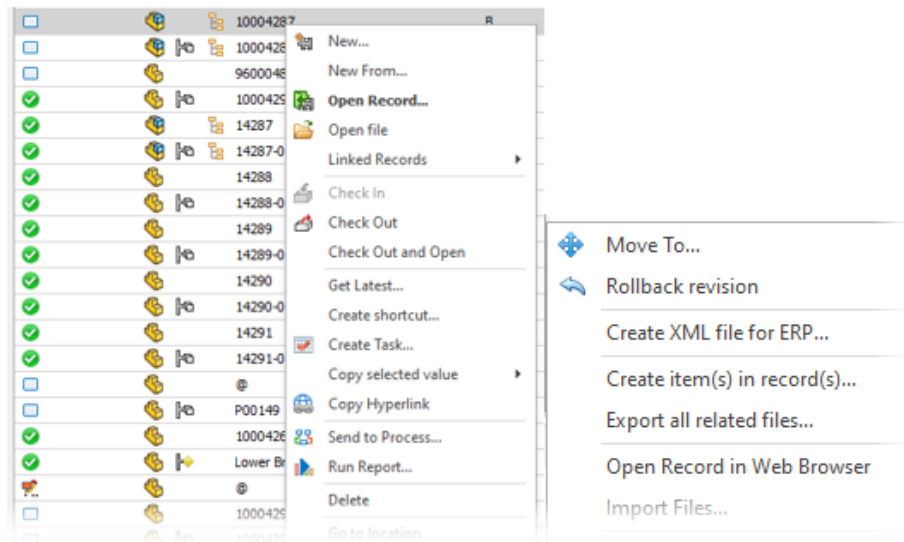 10004287 B
1000428
9600048
1000429
14287
14287-0
14288
14288-0
14289
14289-0
14290
14290-0
14291
14291-0
@
P00149
1000426
Lower Br
@
1000429
New...
New From...
Open Record...
Open file
Linked Records
Check In
Check Out
Check Out and Open
Get Latest...
Create shortcut...
Create Task...
Copy selected value
Copy Hyperlink
Send to Process...
Run Report...
Delete
Go to location
Move To...
Rollback revision
Create XML file for ERP...
Create item(s) in record(s)...
Export all related files...
Open Record in Web Browser
Import Files...